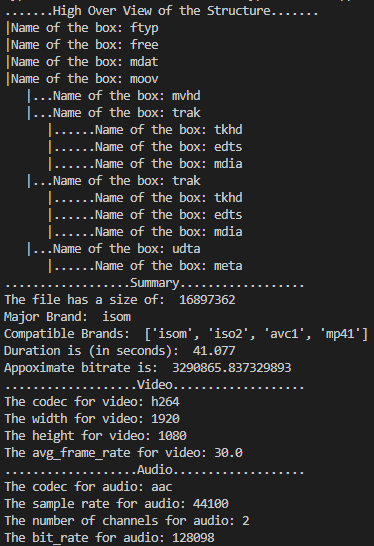 .......High Over View of the Structure.......
|Name of the box: ftyp
|Name of the box: free
|Name of the box: mdat
|Name of the box: moov
   |...Name of the box: mvhd
   |...Name of the box: trak
      |......Name of the box: tkhd
      |......Name of the box: edts
      |......Name of the box: mdia
   |...Name of the box: trak
      |......Name of the box: tkhd
      |......Name of the box: edts
      |......Name of the box: mdia
   |...Name of the box: udta
      |......Name of the box: meta
..................Summary..................
The file has a size of:  16897362
Major Brand:  isom
Compatible Brands:  ['isom', 'iso2', 'avc1', 'mp41']
Duration is (in seconds):  41.077
Appoximate bitrate is:  3290865.837329893
...................Video...................
The codec for video: h264
The width for video: 1920
The height for video: 1080
The avg_frame_rate for video: 30.0
...................Audio...................
The codec for audio: aac
The sample rate for audio: 44100
The number of channels for audio: 2
The bit_rate for audio: 128098